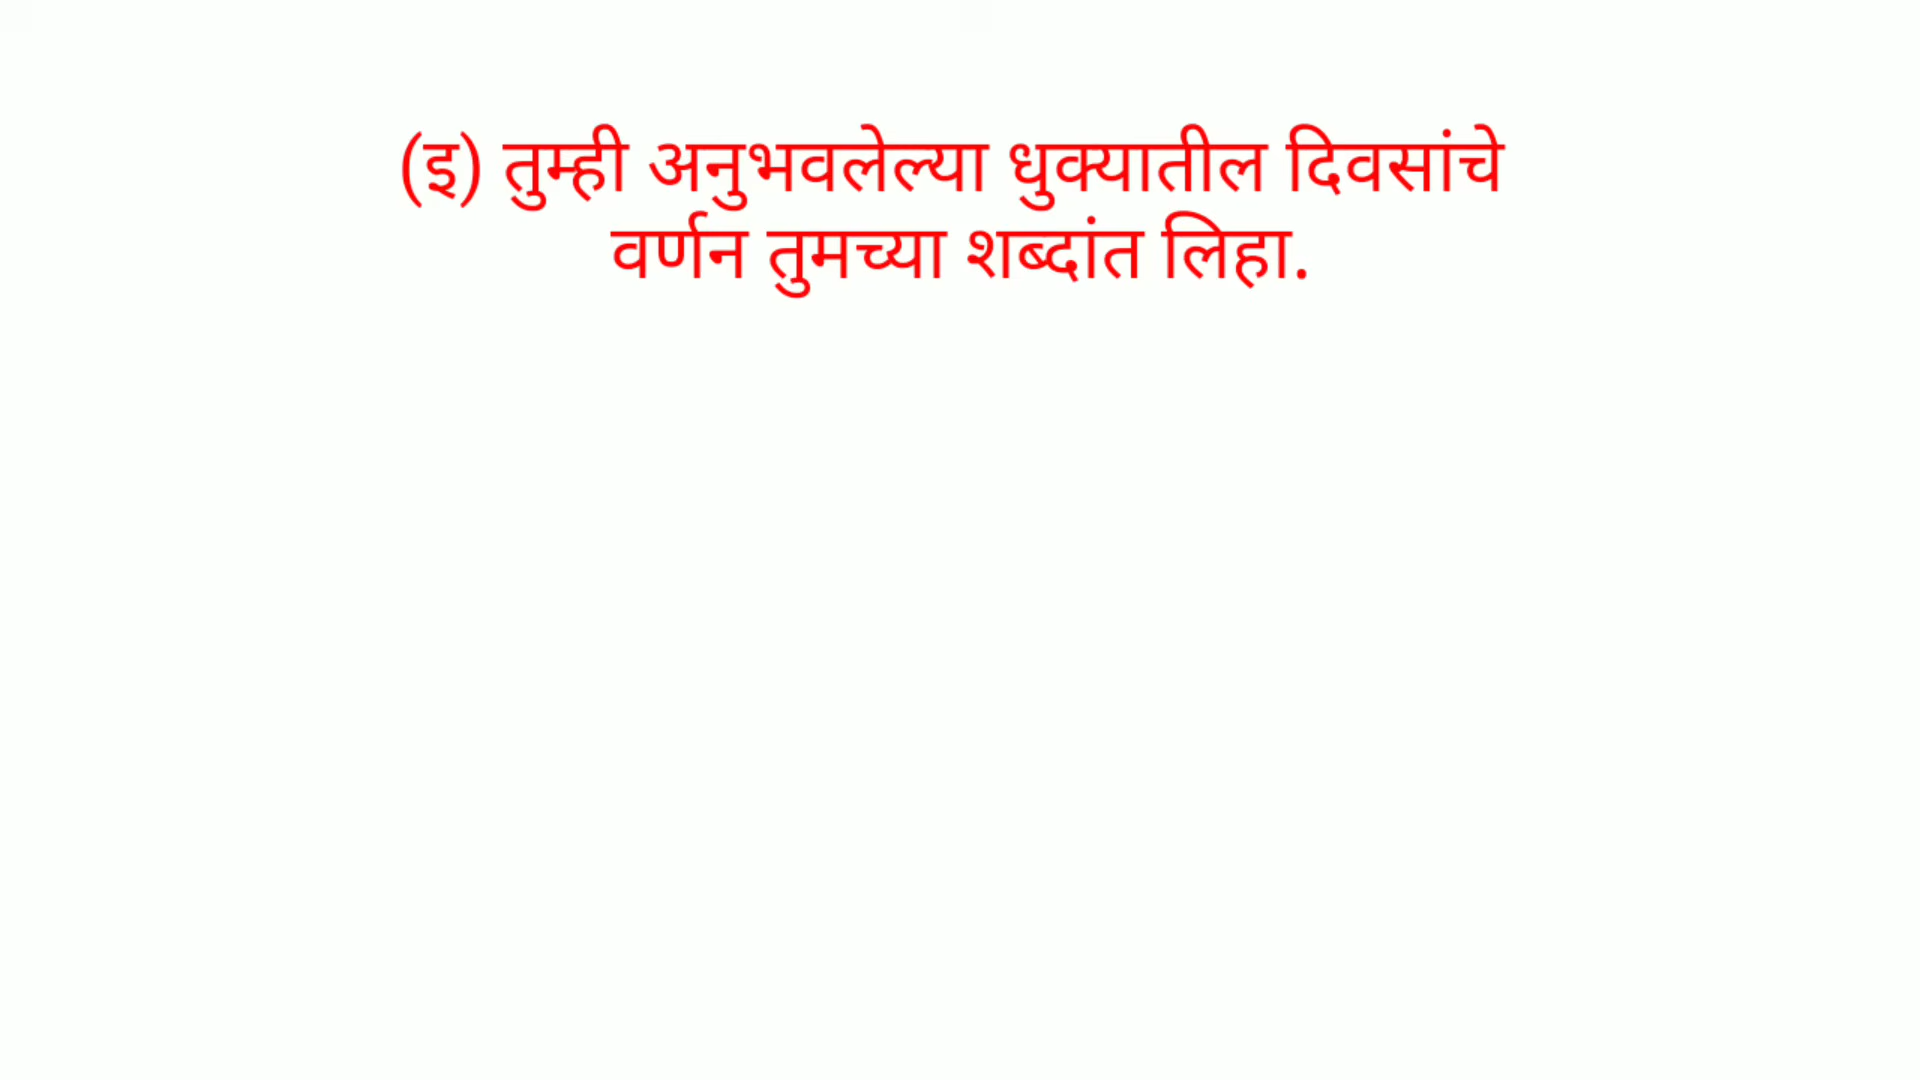 (इ) तुम्ही अनुभवलेल्या धुक्यातील दिवसांचे
वर्णन तुमच्या शब्दांत लिहा.